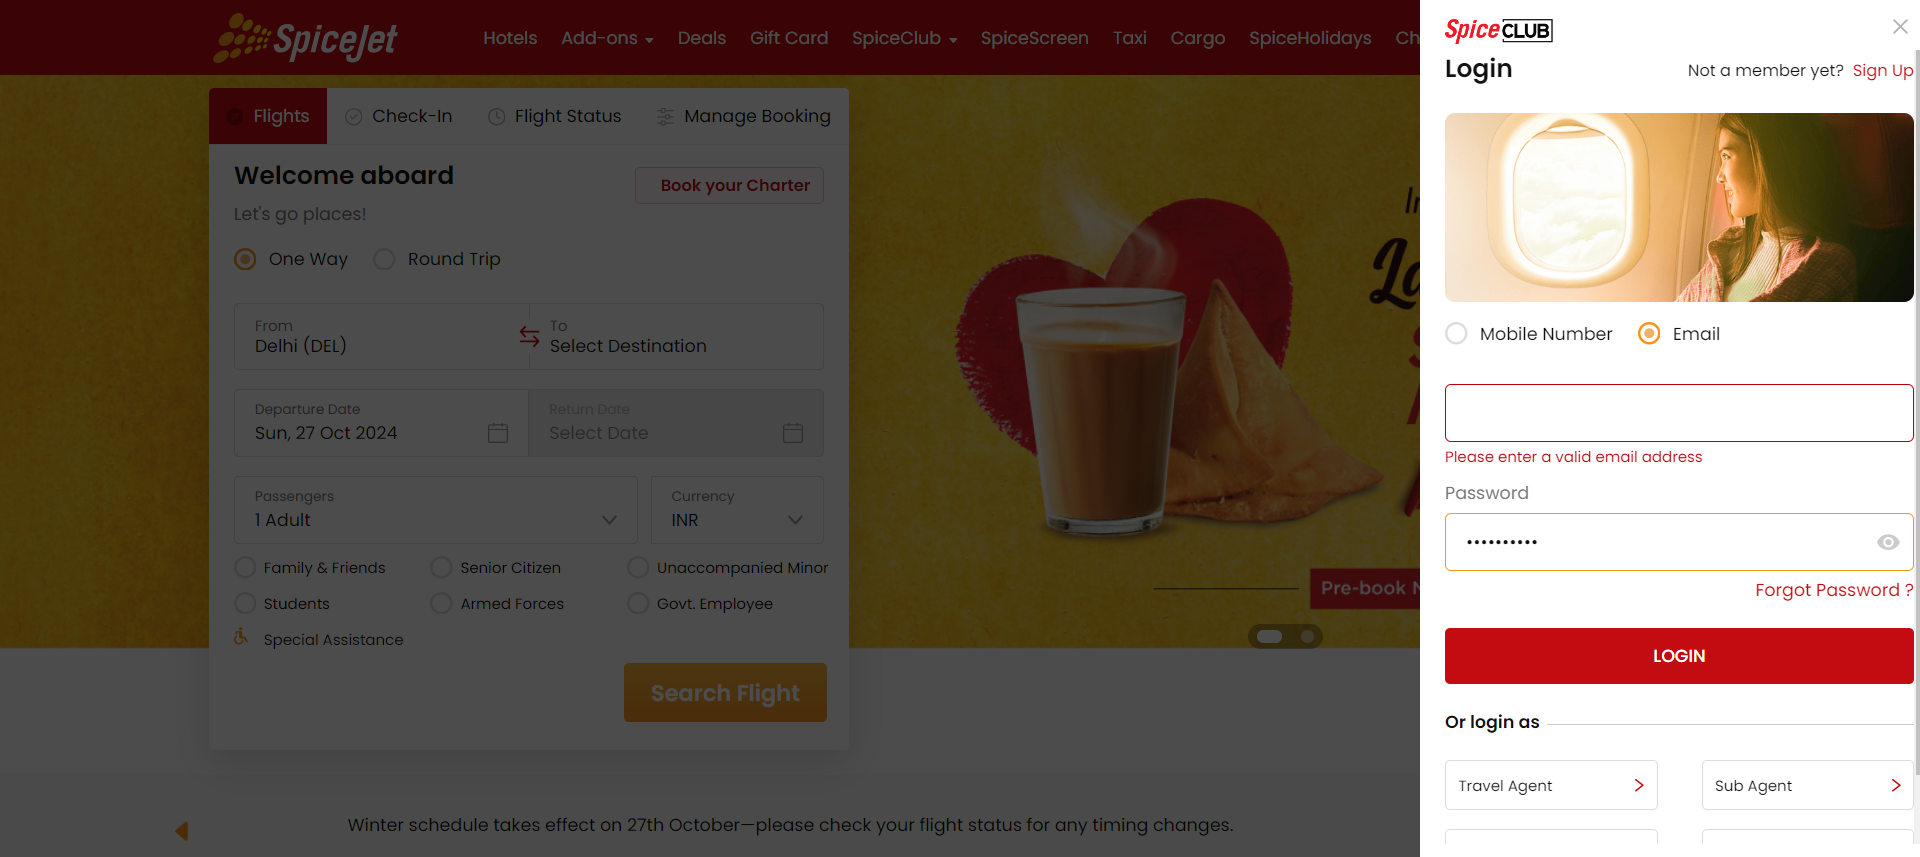 SpiceJet
Hotels Add-ons Deals Gift Card SpiceClub SpiceScreen Taxi Cargo SpiceHolidays Ch
Flights Check-In Flight Status Manage Booking
Welcome aboard
Book your Charter
Let's go places!
One Way Round Trip
From
Delhi (DEL)
To
Select Destination
Departure Date
Sun, 27 Oct 2024
Return Date
Select Date
Passengers
1 Adult
Currency
INR
Family & Friends Senior Citizen Unaccompanied Minor
Students Armed Forces Govt. Employee
Special Assistance
Search Flight
Pre-book
Winter schedule takes effect on 27th October—please check your flight status for any timing changes.
SpiceCLUB
Login
Not a member yet? Sign Up
Mobile Number Email
Please enter a valid email address
Password
Forgot Password ?
LOGIN
Or login as
Travel Agent Sub Agent